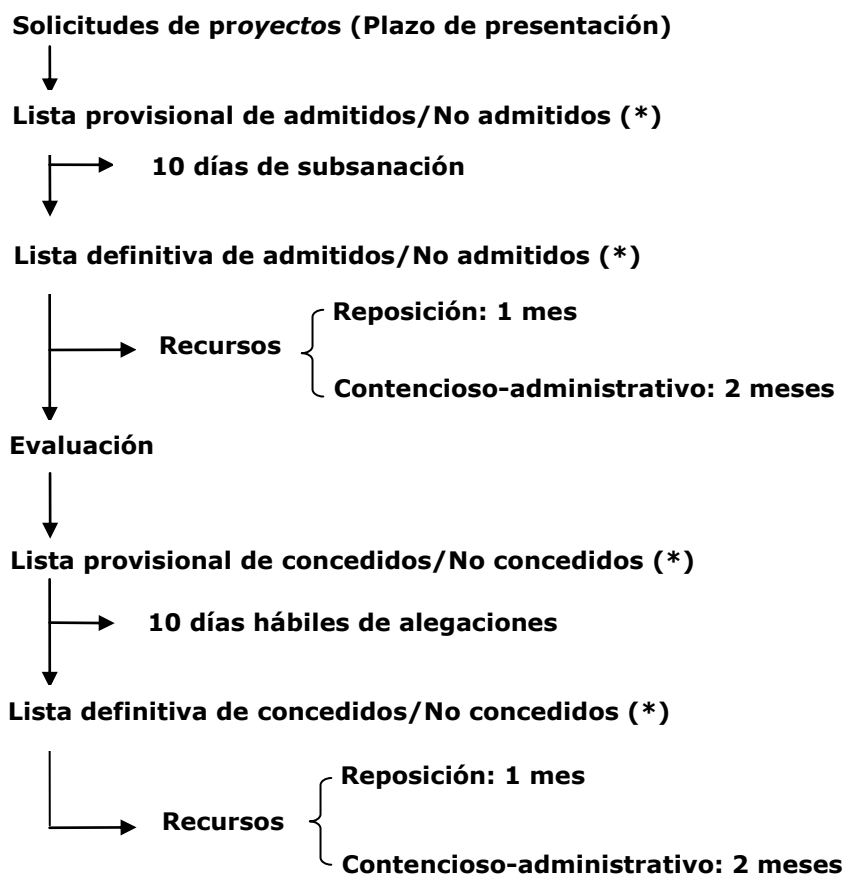 Solicitudes de proyectos (Plazo de presentación)
Lista provisional de admitidos/No admitidos (*)
10 días de subsanación
Lista definitiva de admitidos/No admitidos (*)
Reposición: 1 mes
Recursos
Contencioso-administrativo: 2 meses
Evaluación
Lista provisional de concedidos/No concedidos (*)
10 días hábiles de alegaciones
Lista definitiva de concedidos/No concedidos (*)
Reposición: 1 mes
Recursos
Contencioso-administrativo: 2 meses